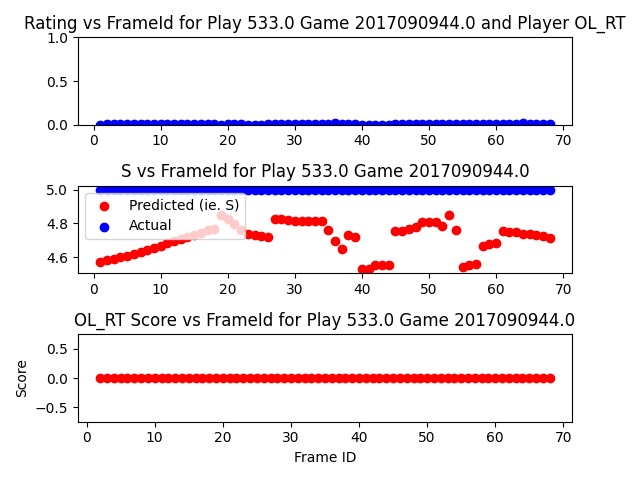 Rating vs FrameId for Play 533.0 Game 2017090944.0 and Player OL_RT
1.0
0.5
0.0
0 10 20 30 40 50 60 70
S vs FrameId for Play 533.0 Game 2017090944.0
5.0
4.8
4.6
Predicted (ie. S)
Actual
0 10 20 30 40 50 60 70
OL_RT Score vs FrameId for Play 533.0 Game 2017090944.0
Score
0.5
0.0
−0.5
0 10 20 30 40 50 60 70
Frame ID